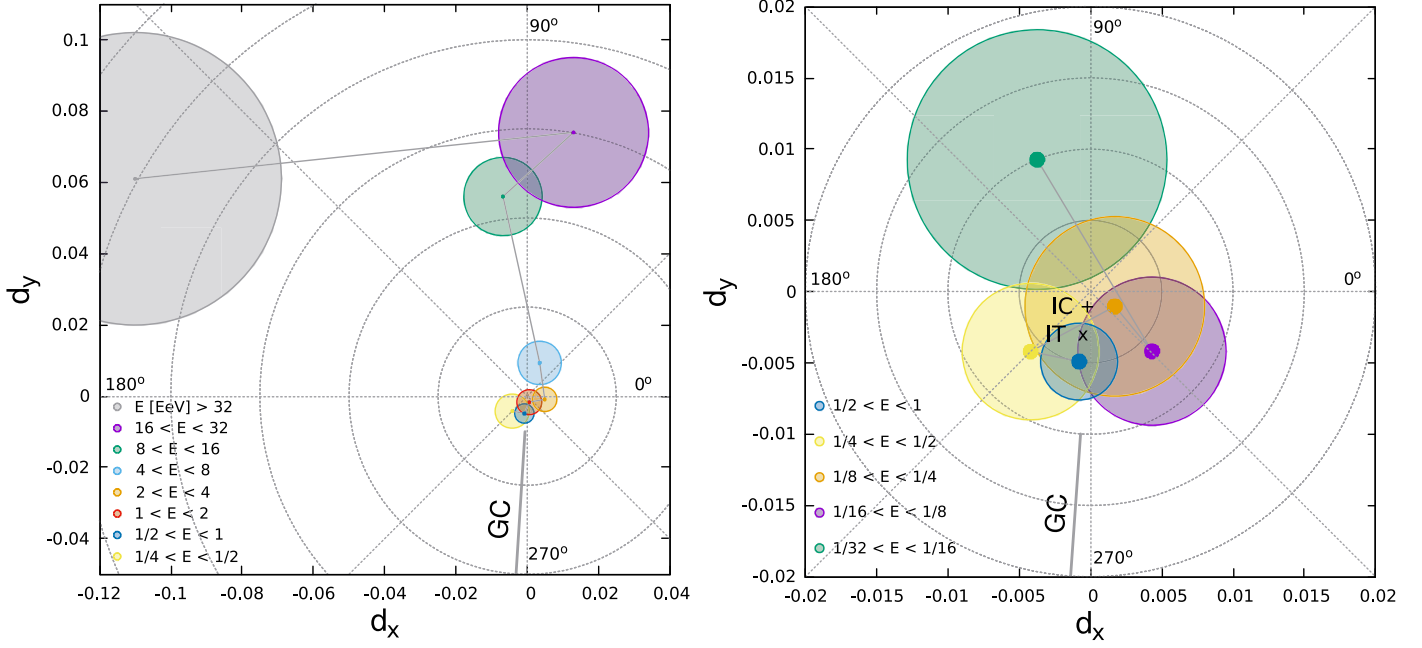 0.1
0.08
0.06
0.04
0.02
0
-0.02
-0.04
d_y
90°
180°
0°
270°
GC
E [EeV] > 32
16 < E < 32
8 < E < 16
4 < E < 8
2 < E < 4
1 < E < 2
1/2 < E < 1
1/4 < E < 1/2
-0.12 -0.1 -0.08 -0.06 -0.04 -0.02 0 0.02 0.04
d_x
0.02
0.015
0.01
0.005
0
-0.005
-0.01
-0.015
-0.02
d_y
90°
180°
0°
IC +
IT x
270°
GC
1/2 < E < 1
1/4 < E < 1/2
1/8 < E < 1/4
1/16 < E < 1/8
1/32 < E < 1/16
-0.02 -0.015 -0.01 -0.005 0 0.005 0.01 0.015 0.02
d_x